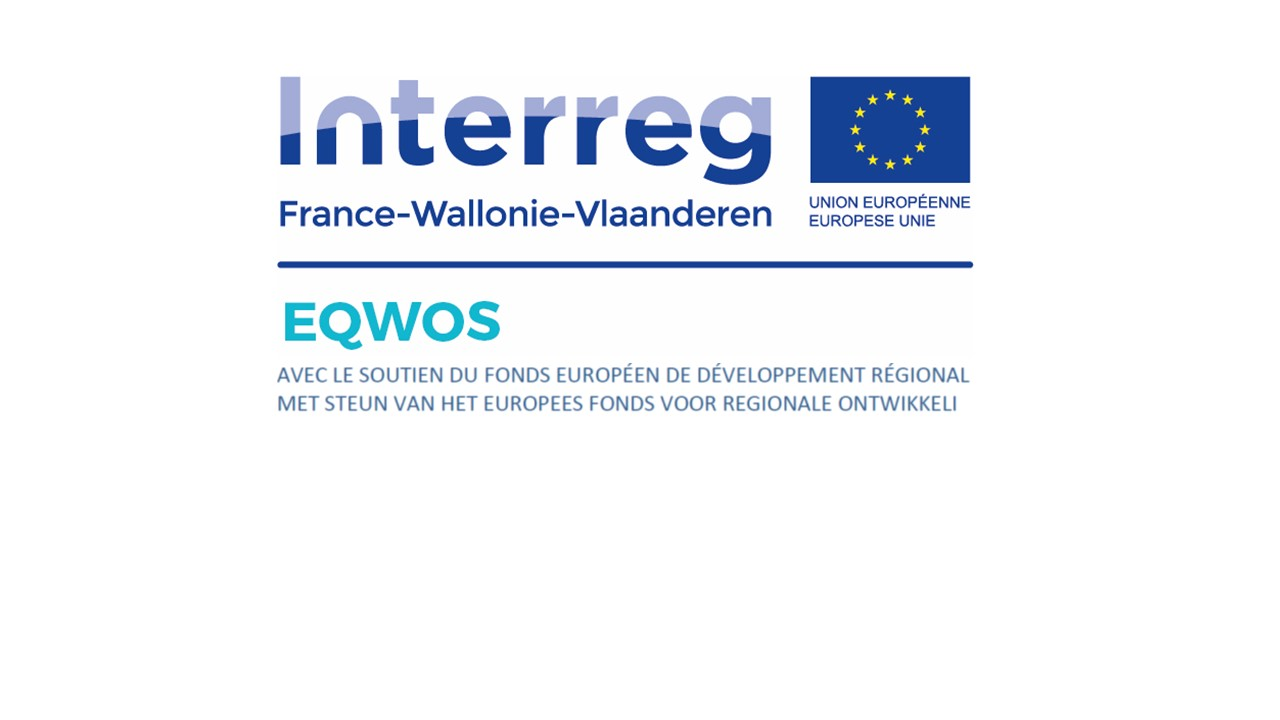 Interreg
France-Wallonie-Vlaanderen
UNION EUROPÉENNE
EUROPESE UNIE
EQWOS
AVEC LE SOUTIEN DU FONDS EUROPÉEN DE DÉVELOPPEMENT RÉGIONAL
MET STEUN VAN HET EUROPEES FONDS VOOR REGIONALE ONTWIKKELI